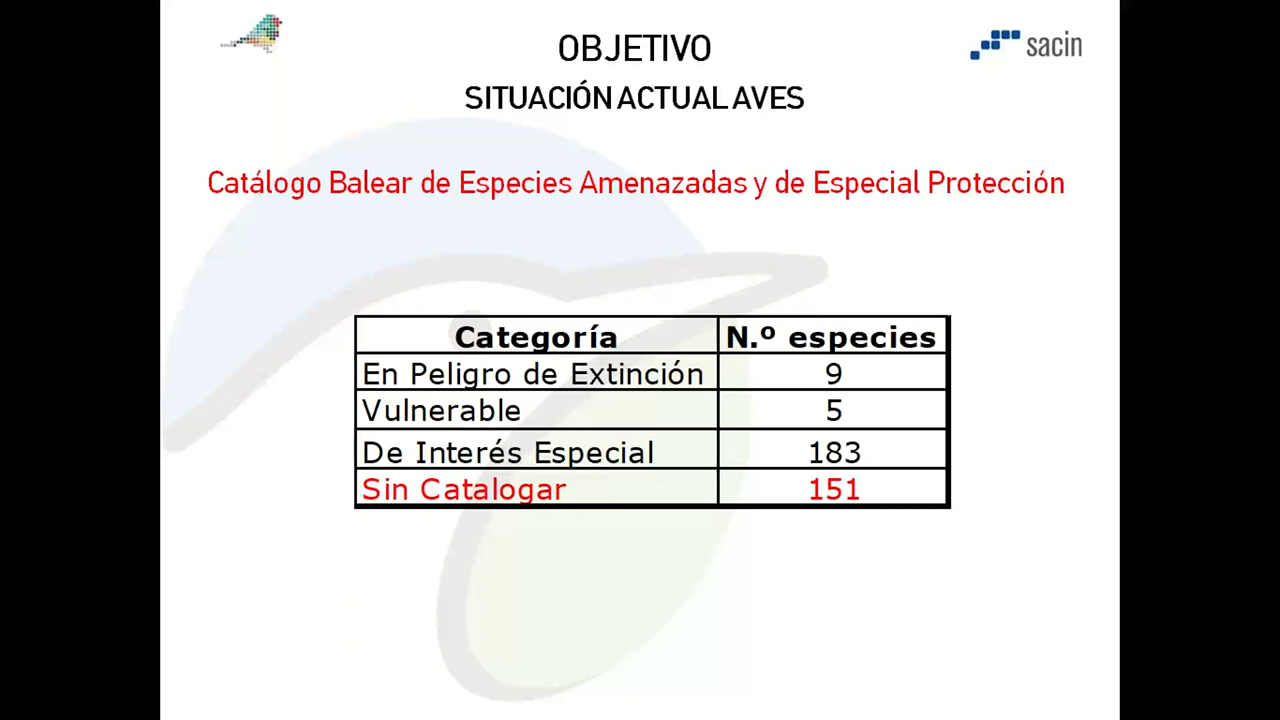 OBJETIVO
sacin
SITUACIÓN ACTUAL AVES
Catálogo Balear de Especies Amenazadas y de Especial Protección
Categoría N.º especies
En Peligro de Extinción 9
Vulnerable 5
De Interés Especial 183
Sin Catalogar 151